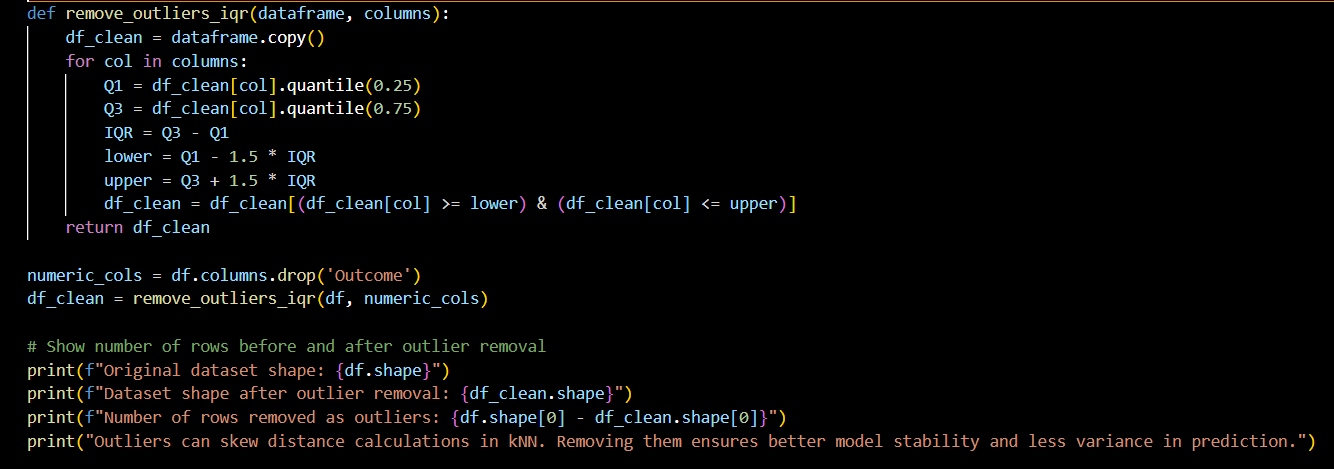 def remove_outliers_iqr(dataframe, columns):
    df_clean = dataframe.copy()
    for col in columns:
        Q1 = df_clean[col].quantile(0.25)
        Q3 = df_clean[col].quantile(0.75)
        IQR = Q3 - Q1
        lower = Q1 - 1.5 * IQR
        upper = Q3 + 1.5 * IQR
        df_clean = df_clean[(df_clean[col] >= lower) & (df_clean[col] <= upper)]
    return df_clean

numeric_cols = df.columns.drop('Outcome')
df_clean = remove_outliers_iqr(df, numeric_cols)

# Show number of rows before and after outlier removal
print(f"Original dataset shape: {df.shape}")
print(f"Dataset shape after outlier removal: {df_clean.shape}")
print(f"Number of rows removed as outliers: {df.shape[0] - df_clean.shape[0]}")
print("Outliers can skew distance calculations in kNN. Removing them ensures better model stability and less variance in prediction.")